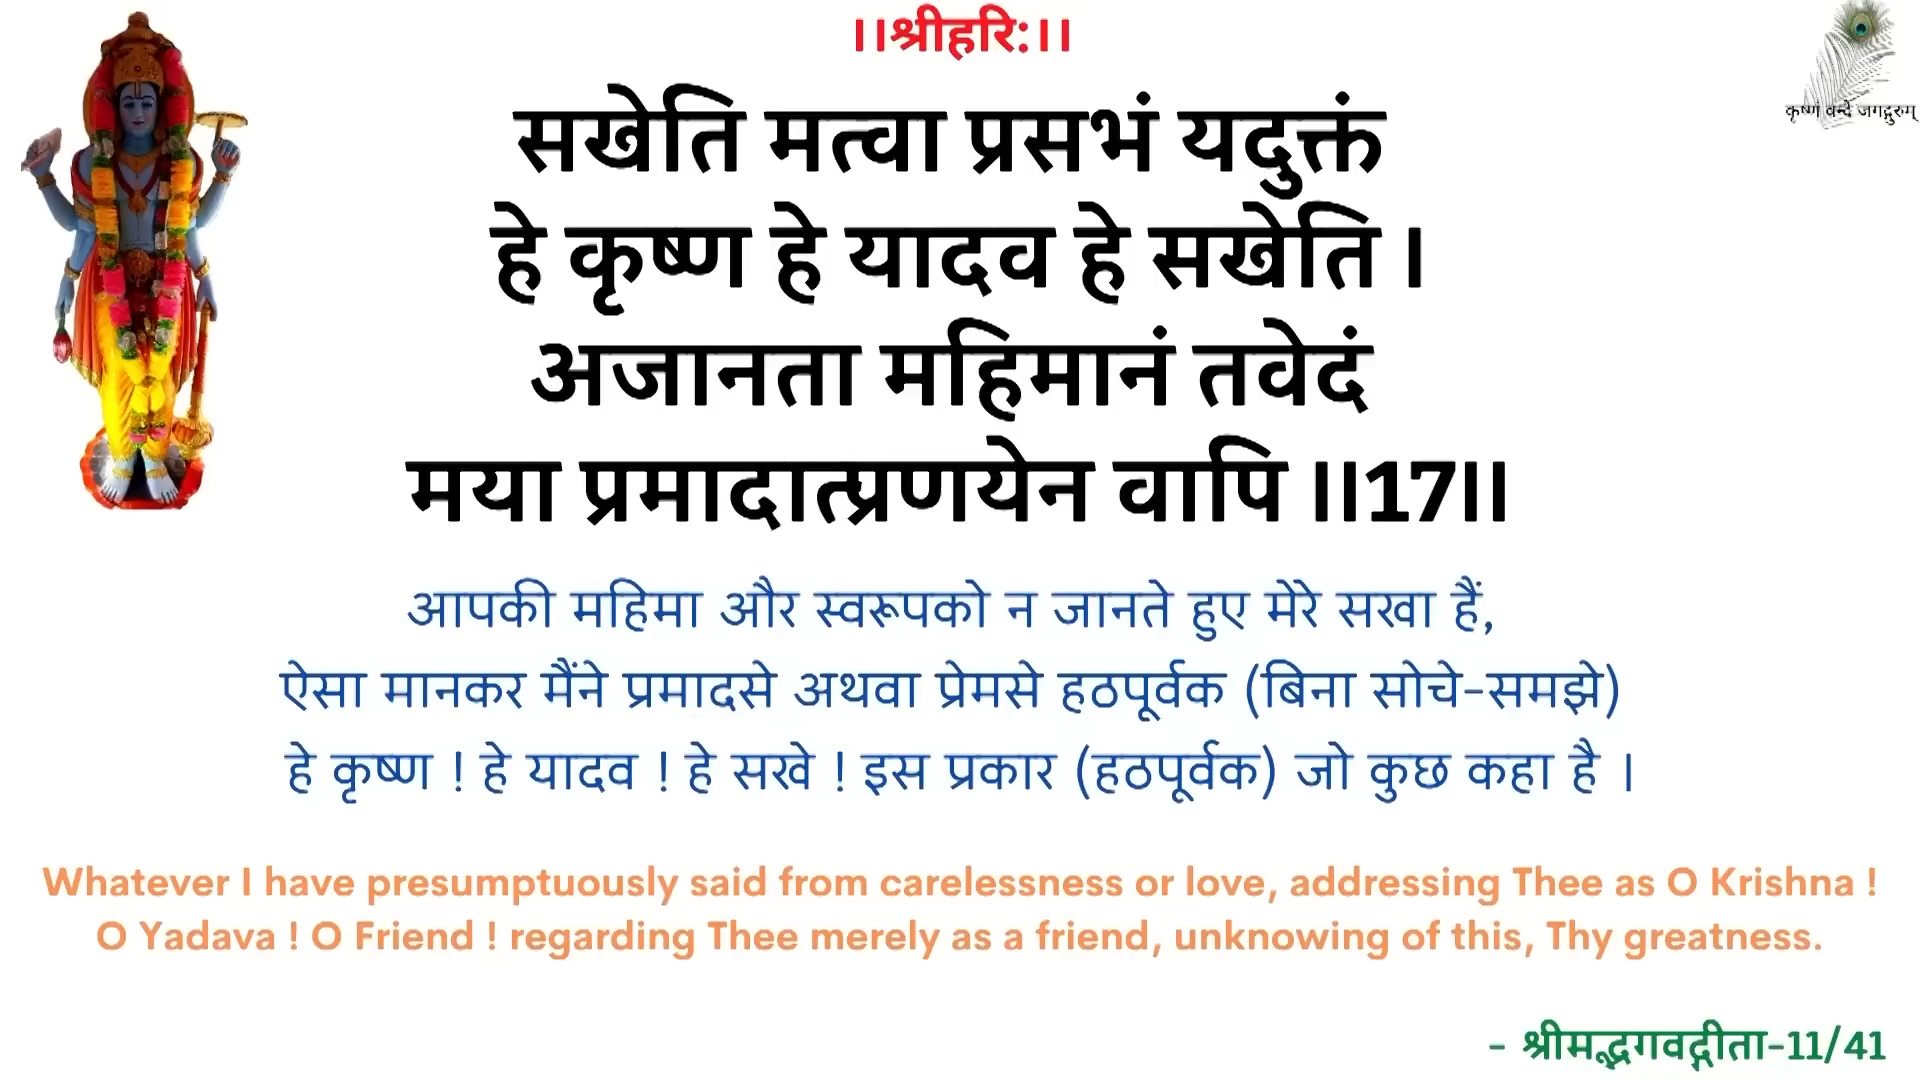 ।।श्रीहरि:।।
कृष्णं वन्दे जगद्गुरुम्
सखेति मत्वा प्रसभं यदुक्तं
हे कृष्ण हे यादव हे सखेति ।
अजानता महिमानं तवेदं
मया प्रमादात्प्रणयेन वापि ॥17॥
आपकी महिमा और स्वरूपको न जानते हुए मेरे सखा हैं,
ऐसा मानकर मैंने प्रमादसे अथवा प्रेमसे हठपूर्वक (बिना सोचे-समझे)
हे कृष्ण ! हे यादव ! हे सखे ! इस प्रकार (हठपूर्वक) जो कुछ कहा है ।
Whatever I have presumptuously said from carelessness or love, addressing Thee as O Krishna !
O Yadava ! O Friend ! regarding Thee merely as a friend, unknowing of this, Thy greatness.
- श्रीमद्भगवद्गीता-11/41